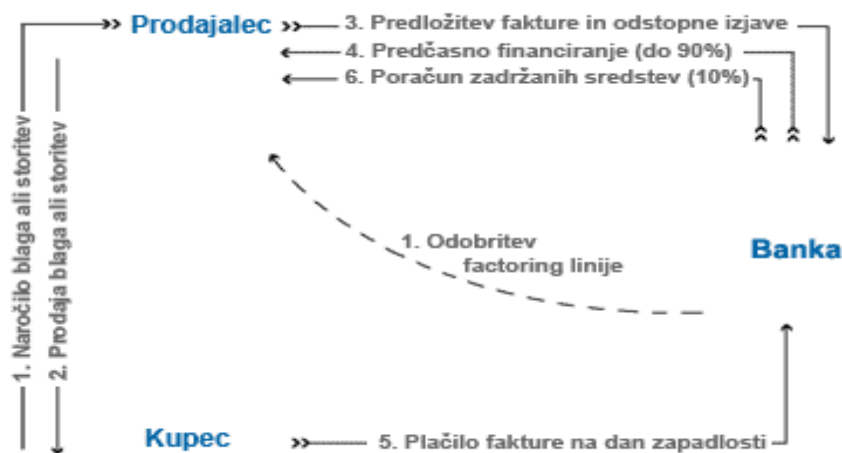 Prodajalec
3. Predložitev fakture in odstopne izjave
4. Predčasno financiranje (do 90%)
6. Poračun zadržanih sredstev (10%)
1. Naročilo blaga ali storitev
2. Prodaja blaga ali storitev
1. Odobritev
factoring linije
Banka
Kupec
5. Plačilo fakture na dan zapadlosti